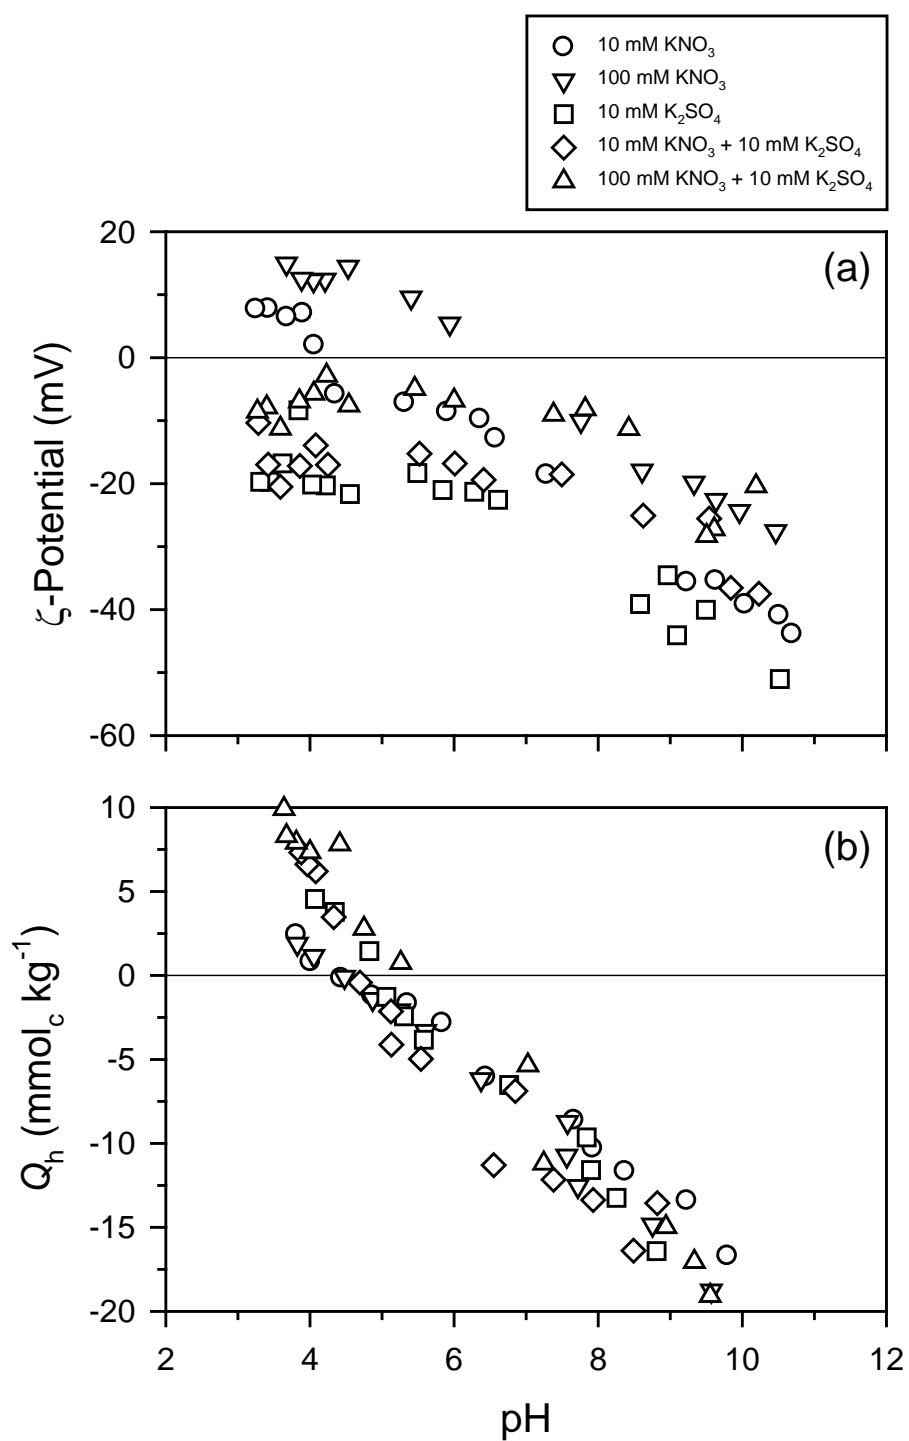 10 mM KNO₃
100 mM KNO₃
10 mM K₂SO₄
10 mM KNO₃ + 10 mM K₂SO₄
100 mM KNO₃ + 10 mM K₂SO₄
(a)
ζ-Potential (mV)
20
0
-20
-40
-60
(b)
Qₕ (mmol_c kg⁻¹)
10
5
0
-5
-10
-15
-20
2 4 6 8 10 12
pH